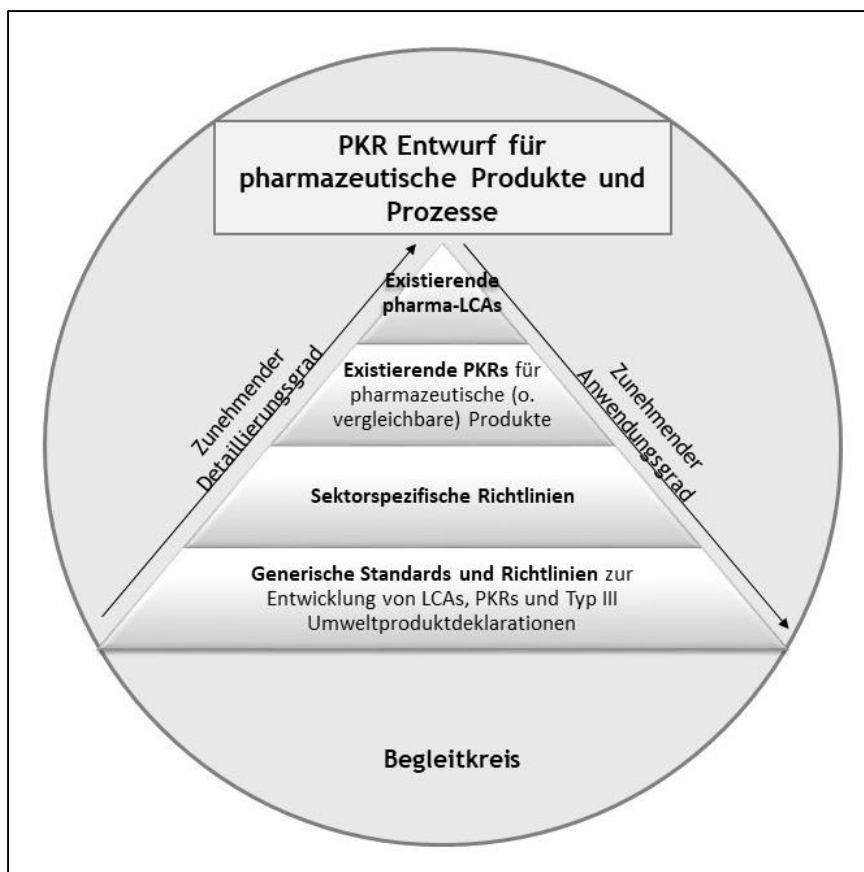 PKR Entwurf für
pharmazeutische Produkte und
Prozesse
Existierende
pharma-LCAs
Existierende PKRs für
pharmazeutische (o.
vergleichbare) Produkte
Sektorspezifische Richtlinien
Generische Standards und Richtlinien zur
Entwicklung von LCAs, PKRs und Typ III
Umweltproduktdeklarationen
Zunehmender
Detaillierungsgrad
Zunehmender
Anwendungsgrad
Begleitkreis